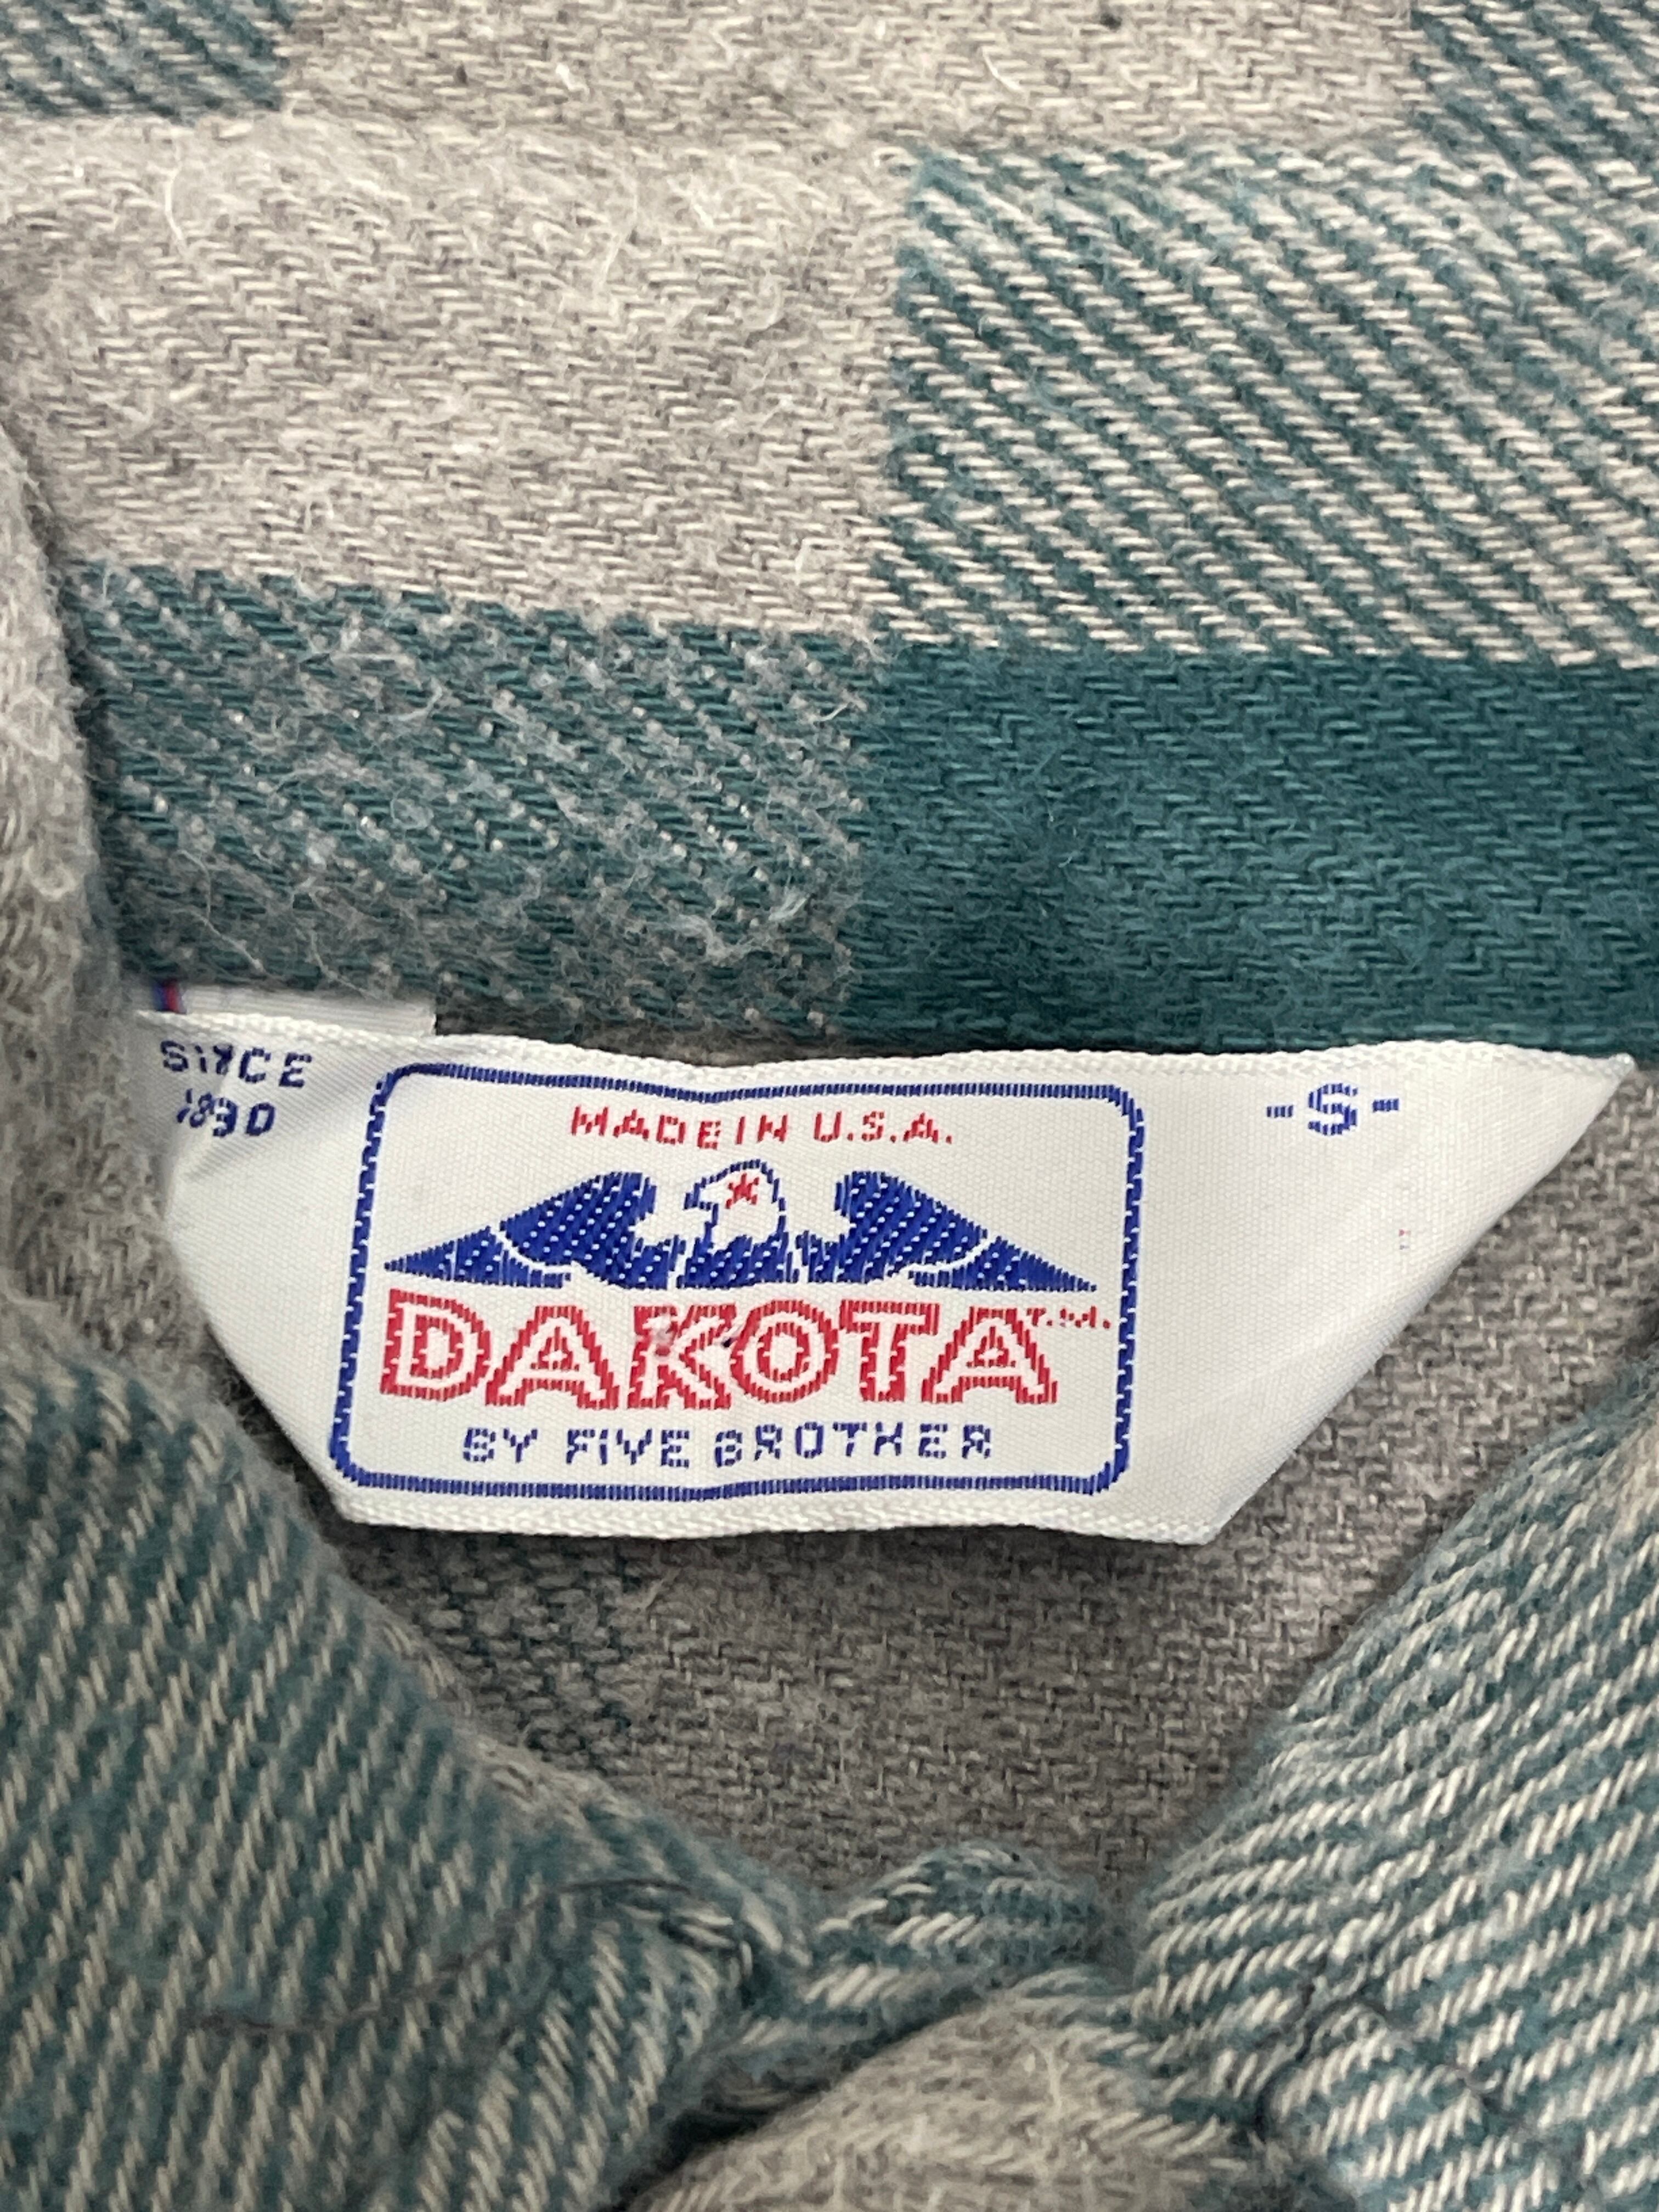 SINCE
1890
MADE IN U.S.A.
-S-
DAKOTA T.M.
BY FIVE BROTHER